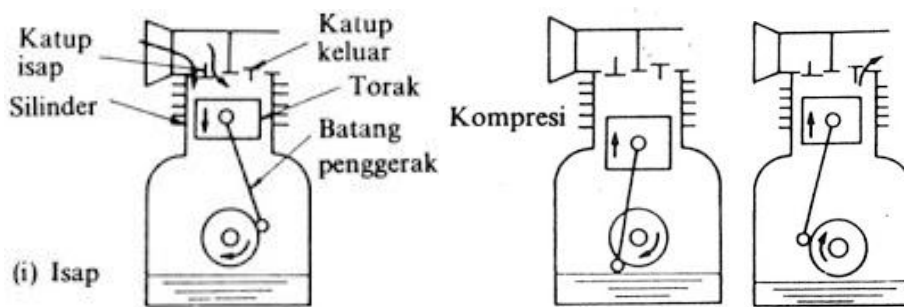 Katup
isap
Katup
keluar
Silinder
Torak
Batang
penggerak
(i) Isap
Kompresi